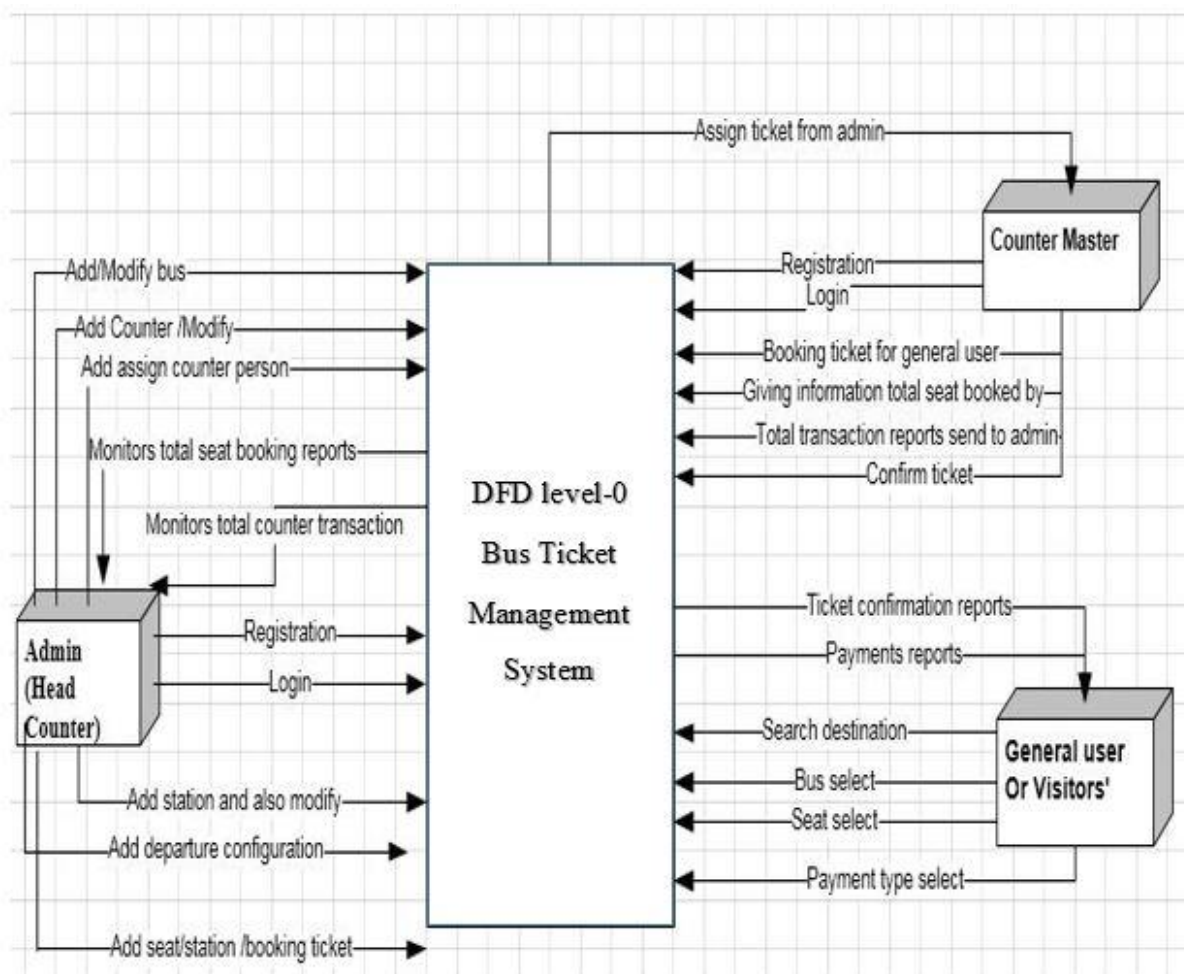 Assign ticket from admin
Counter Master
Registration
Login
Booking ticket for general user
Giving information total seat booked by
Total transaction reports send to admin
Confirm ticket
Add/Modify bus
Add Counter /Modify
Add assign counter person
Monitors total seat booking reports
Monitors total counter transaction
Admin
(Head
Counter)
Registration
Login
Add station and also modify
Add departure configuration
Add seat/station /booking ticket
DFD level-0
Bus Ticket
Management
System
Ticket confirmation reports
Payments reports
General user
Or Visitors'
Search destination
Bus select
Seat select
Payment type select